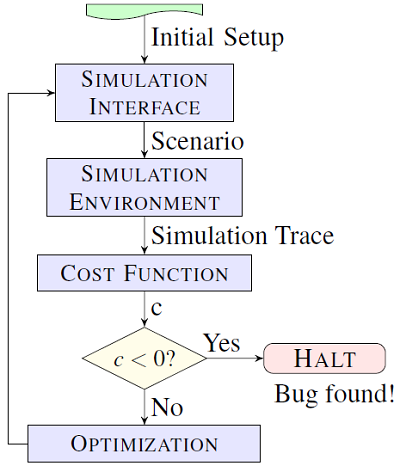 Initial Setup
SIMULATION
INTERFACE
Scenario
SIMULATION
ENVIRONMENT
Simulation Trace
COST FUNCTION
c
c < 0?
Yes
HALT
Bug found!
No
OPTIMIZATION